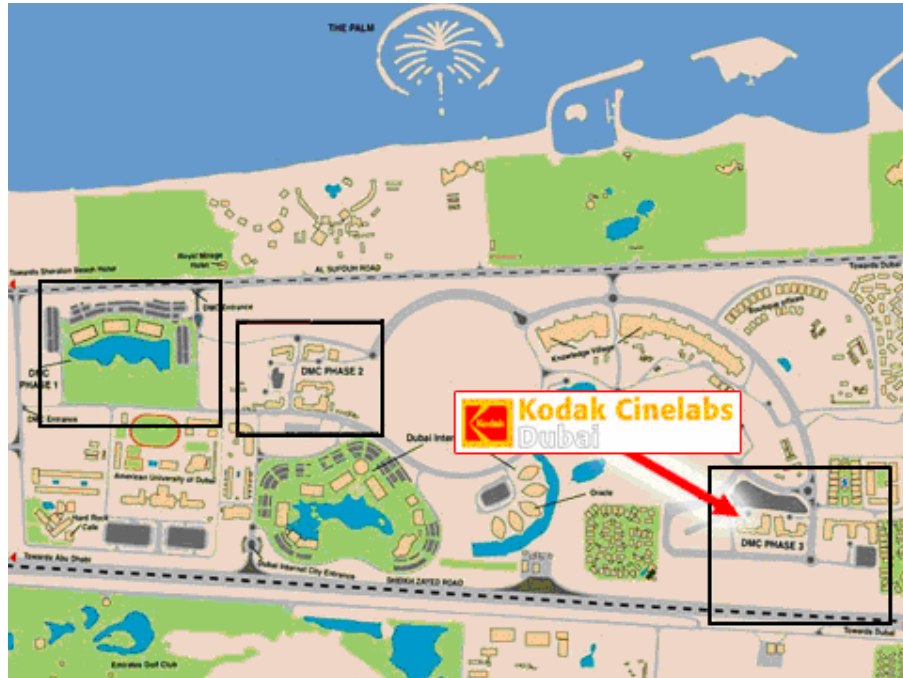 THE PALM
Royal Mirage
Hotel
Towards Sheraton Beach Hotel
AL SUFOUH ROAD
Towards Dubai
DMC Entrance
Boutique offices
DMC
PHASE 1
DMC PHASE 2
Knowledge Village
DMC Entrance
Kodak
Kodak Cinelabs
Dubai
Dubai Inter
American University of Dubai
Oracle
Hard Rock
Cafe
DMC PHASE 3
Towards Abu Dhabi
Dubai Internet City Entrance
SHEIKH ZAYED ROAD
Towards Dubai
Emirates Golf Club